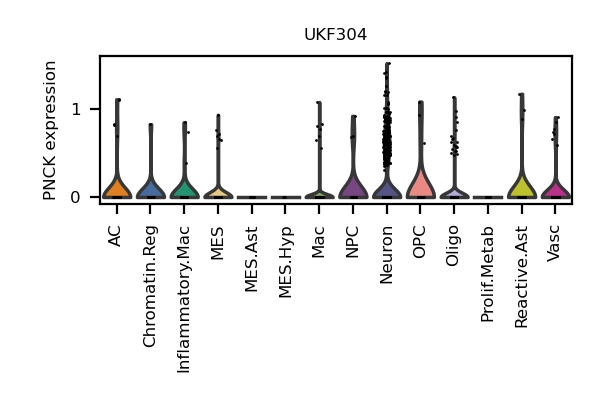 UKF304
PNCK expression
1
0
AC
Chromatin.Reg
Inflammatory.Mac
MES
MES.Ast
MES.Hyp
Mac
NPC
Neuron
OPC
Oligo
Prolif.Metab
Reactive.Ast
Vasc